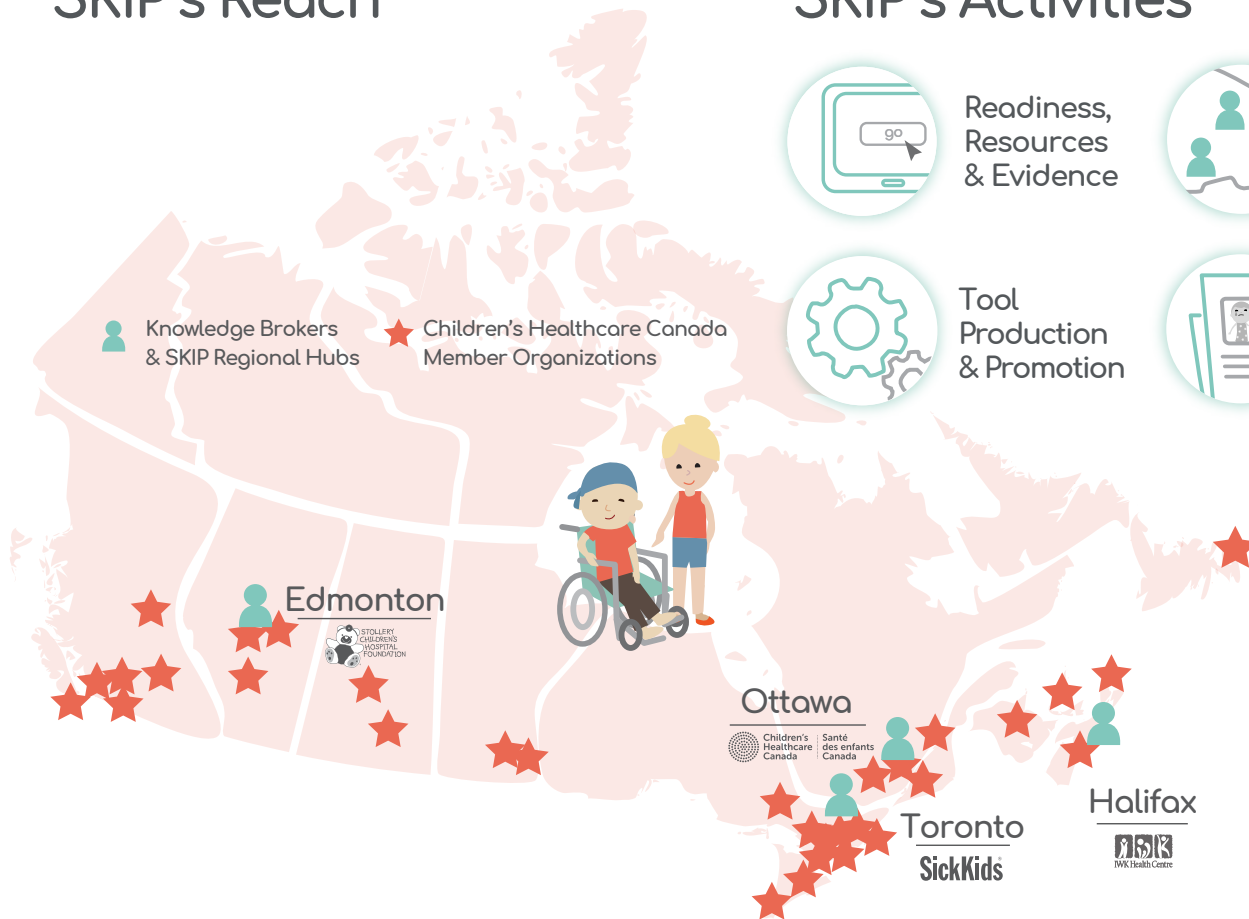 SKIP's Reach
SKIP's Activities
go
Readiness,
Resources
& Evidence
Tool
Production
& Promotion
Knowledge Brokers
& SKIP Regional Hubs
Children's Healthcare Canada
Member Organizations
Edmonton
STOLLERY
CHILDREN'S
HOSPITAL
FOUNDATION
Ottawa
Children's
Healthcare
Canada
Santé
des enfants
Canada
Toronto
SickKids
Halifax
IWK
IWK Health Centre